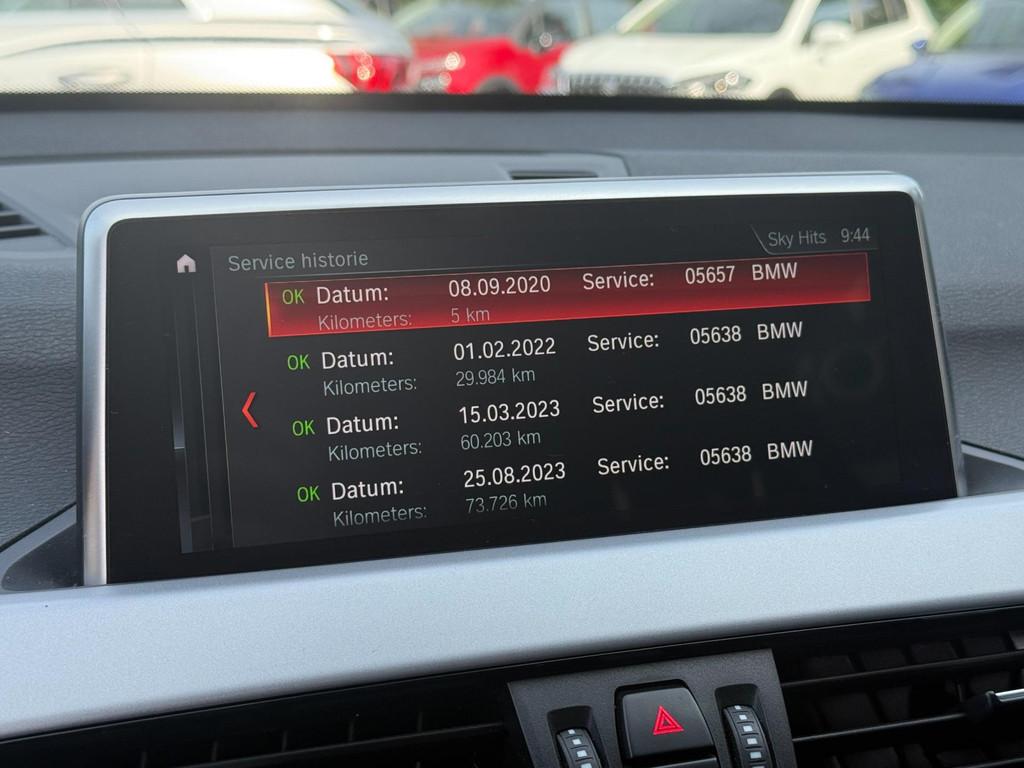 Sky Hits 9:44
Service historie
OK Datum: 08.09.2020 Service: 05657 BMW
Kilometers: 5 km
OK Datum: 01.02.2022 Service: 05638 BMW
Kilometers: 29.984 km
OK Datum: 15.03.2023 Service: 05638 BMW
Kilometers: 60.203 km
OK Datum: 25.08.2023 Service: 05638 BMW
Kilometers: 73.726 km